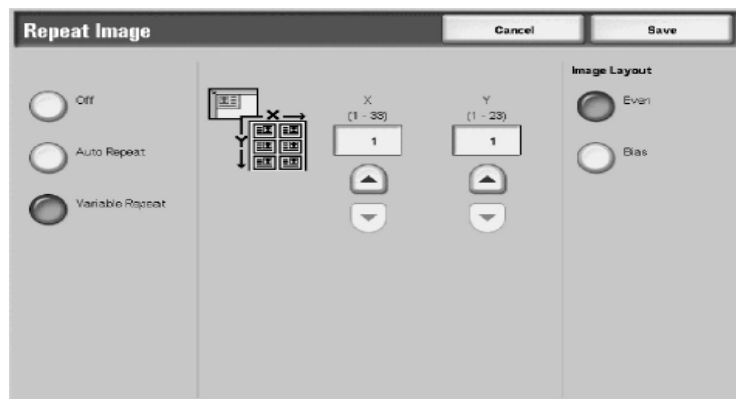 Repeat Image
Cancel
Save
Off
Auto Repeat
Variable Repeat
X
Y
X
(1 - 33)
1
Y
(1 - 23)
1
Image Layout
Even
Bias